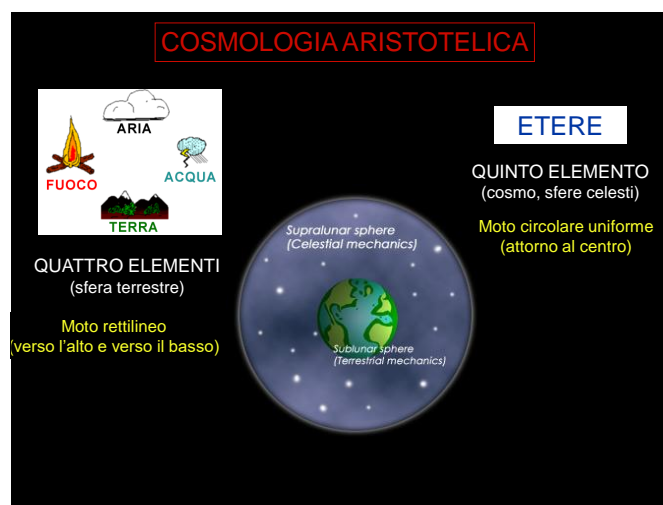 COSMOLOGIA ARISTOTELICA
ARIA
FUOCO
ACQUA
TERRA
QUATTRO ELEMENTI
(sfera terrestre)
Moto rettilineo
(verso l'alto e verso il basso)
Supralunar sphere
(Celestial mechanics)
Sublunar sphere
(Terrestrial mechanics)
ETERE
QUINTO ELEMENTO
(cosmo, sfere celesti)
Moto circolare uniforme
(attorno al centro)